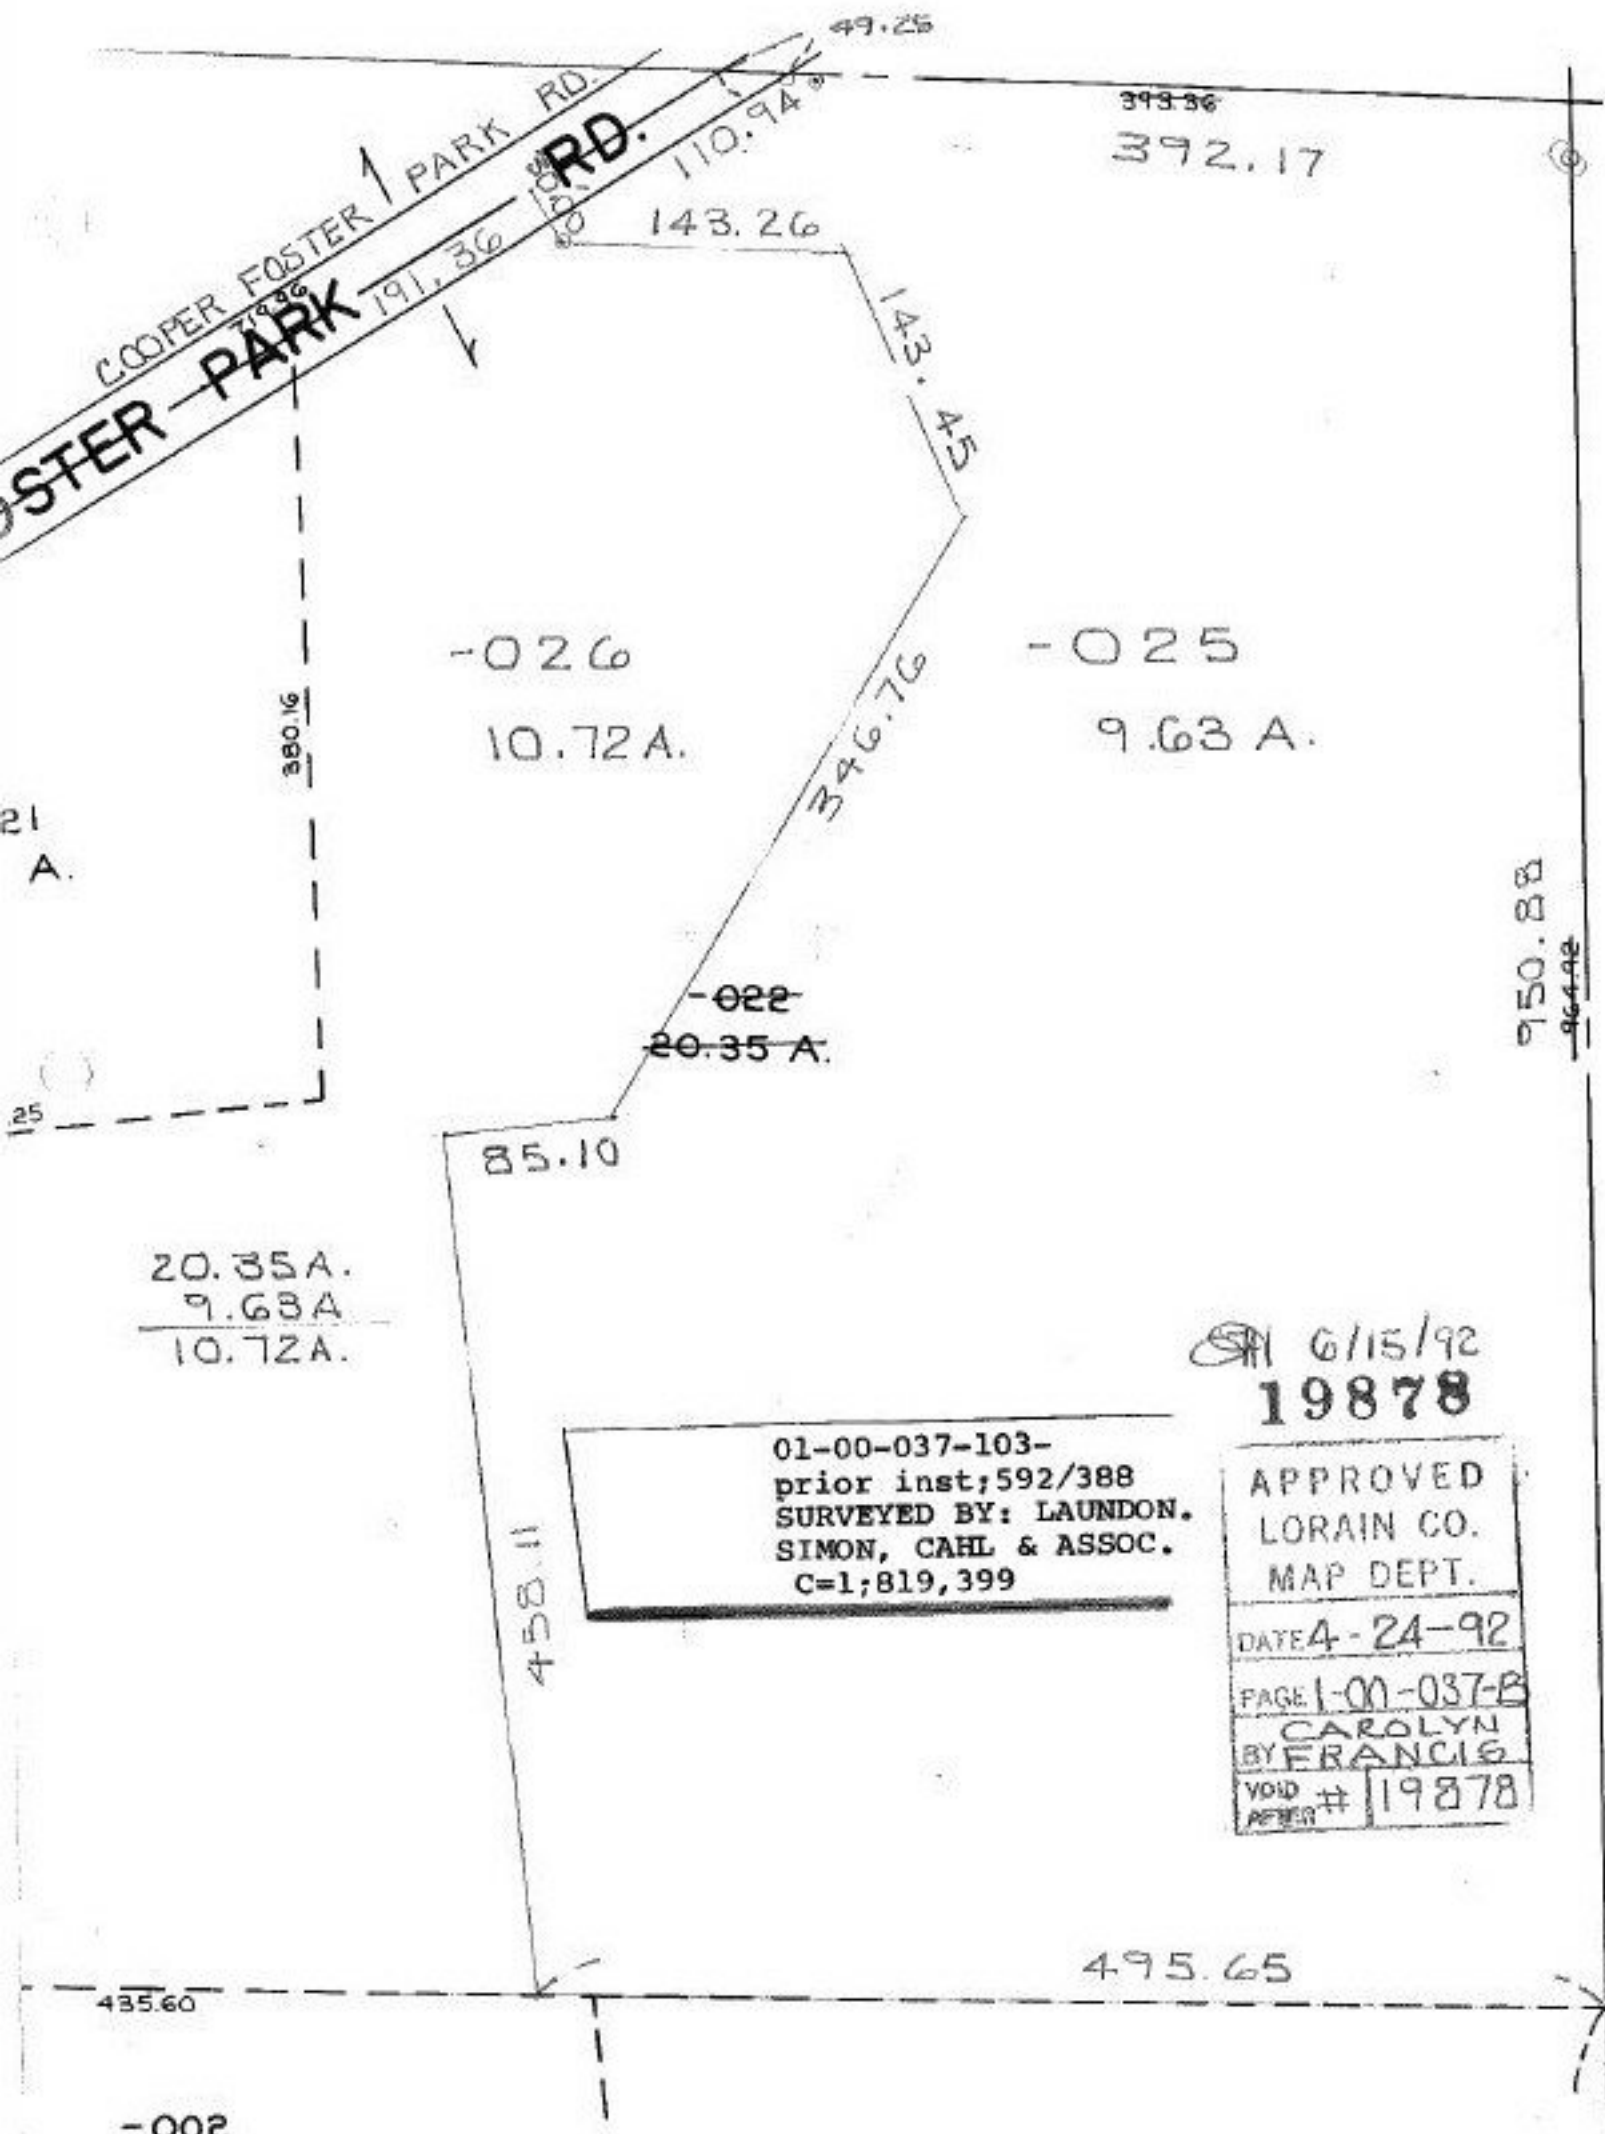 49.25
COOPER FOSTER PARK RD.
OSTER PARK RD.
110.94
393.36
392.17
143.26
191.36
719.96
143.45
-026
10.72 A.
-025
9.63 A.
346.76
380.16
21
A.
950.88
964.92
-022
20.35 A.
25
85.10
20.35 A.
9.63 A
10.72 A.
6/15/92
19878
01-00-037-103-
prior inst;592/388
SURVEYED BY: LAUNDON.
SIMON, CAHL & ASSOC.
C=1;819,399
APPROVED
LORAIN CO.
MAP DEPT.
DATE 4-24-92
PAGE 1-00-037-B
CAROLYN
BY FRANCIS
VOID
AFTER # 19878
458.11
495.65
435.60
-002